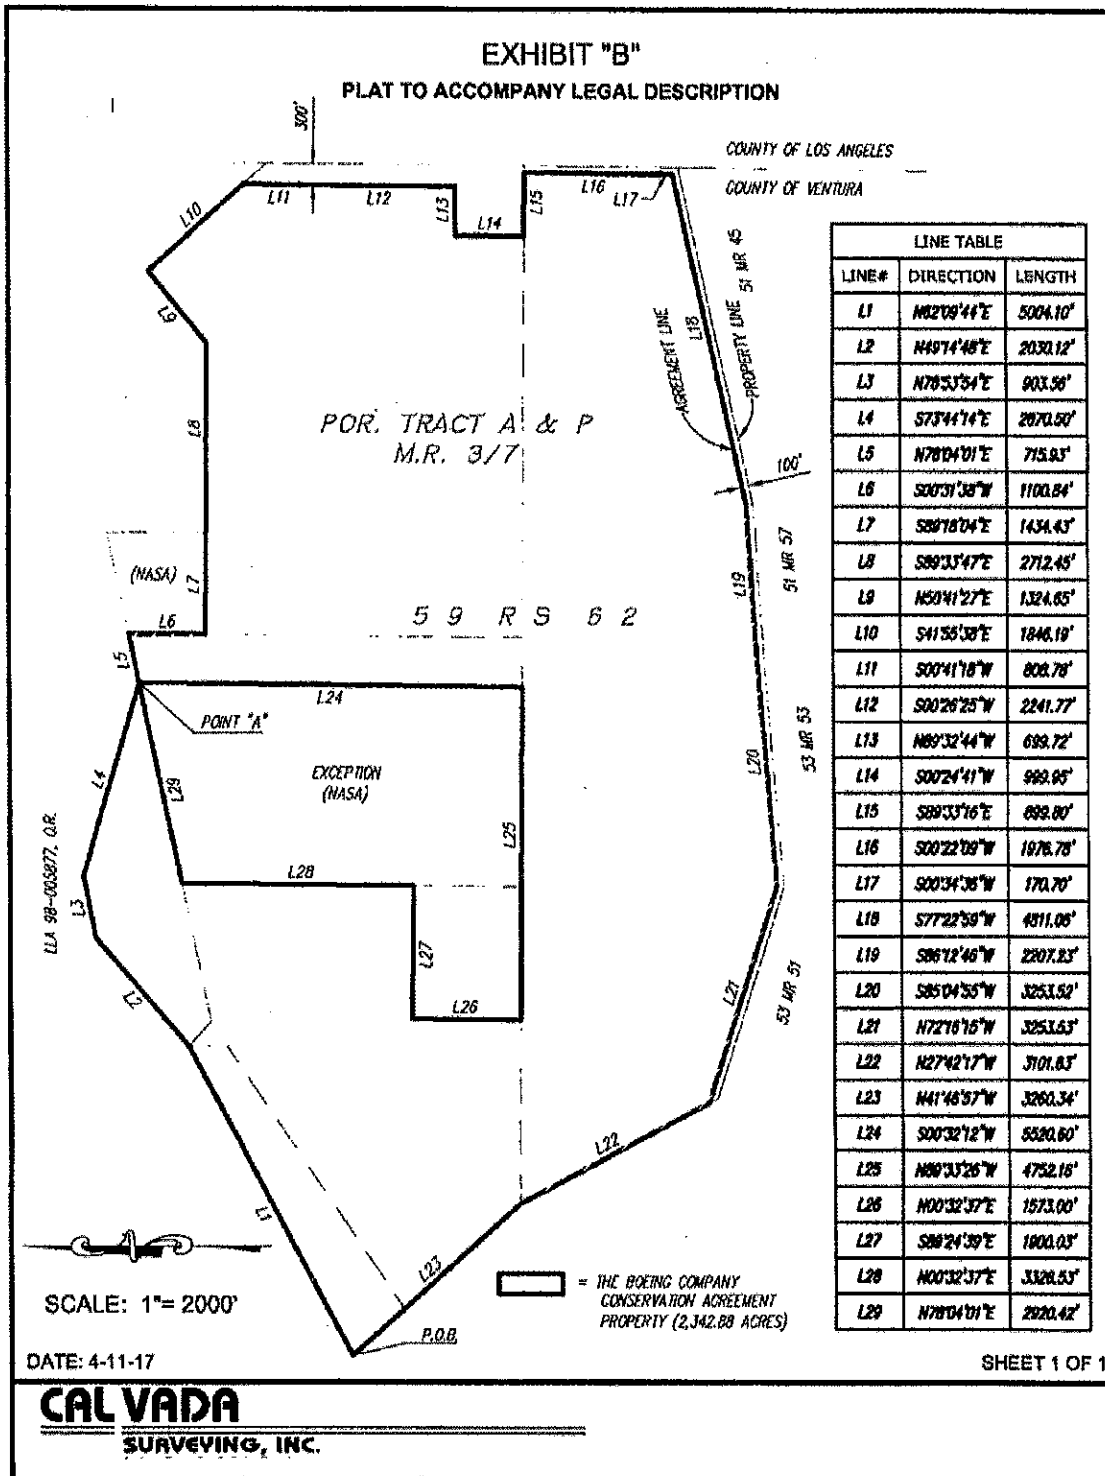 EXHIBIT "B"
PLAT TO ACCOMPANY LEGAL DESCRIPTION
300'
COUNTY OF LOS ANGELES
COUNTY OF VENTURA
L10
L11
L12
L13
L14
L15
L16
L17
L9
L18
AGREEMENT LINE
PROPERTY LINE
51 MR 45
POR. TRACT A & P
M.R. 3/7
L8
100'
(NASA)
L7
L6
L5
59 RS 62
L19
51 MR 57
L24
POINT "A"
EXCEPTION
(NASA)
L4
L29
L25
L20
53 MR 53
L28
LLA 98-005877, O.R.
L3
L27
L26
L2
L21
53 MR 51
L22
L1
L23
P.O.B.
SCALE: 1"= 2000'
= THE BOEING COMPANY
CONSERVATION AGREEMENT
PROPERTY (2,342.88 ACRES)
LINE TABLE
LINE# DIRECTION LENGTH
L1 N62°09'44"E 5004.10'
L2 N49°14'48"E 2030.12'
L3 N78°53'54"E 903.56'
L4 S73°44'14"E 2670.50'
L5 N78°04'01"E 715.93'
L6 S00°31'38"W 1100.84'
L7 S89°18'04"E 1434.43'
L8 S89°33'47"E 2712.45'
L9 N50°41'27"E 1324.65'
L10 S41°55'38"E 1846.19'
L11 S00°41'18"W 808.78'
L12 S00°26'25"W 2241.77'
L13 N89°32'44"W 699.72'
L14 S00°24'41"W 999.95'
L15 S89°33'16"E 899.80'
L16 S00°22'09"W 1976.78'
L17 S00°34'36"W 170.70'
L18 S77°22'59"W 4811.06'
L19 S86°12'46"W 2207.23'
L20 S85°04'55"W 3253.52'
L21 N72°16'15"W 3253.53'
L22 N27°42'17"W 3101.63'
L23 N41°48'57"W 3260.34'
L24 S00°32'12"W 5520.60'
L25 N89°33'26"W 4752.16'
L26 N00°32'37"E 1573.00'
L27 S89°24'39"E 1900.03'
L28 N00°32'37"E 3326.53'
L29 N78°04'01"E 2920.42'
DATE: 4-11-17
SHEET 1 OF 1
CAL VADA
SURVEYING, INC.